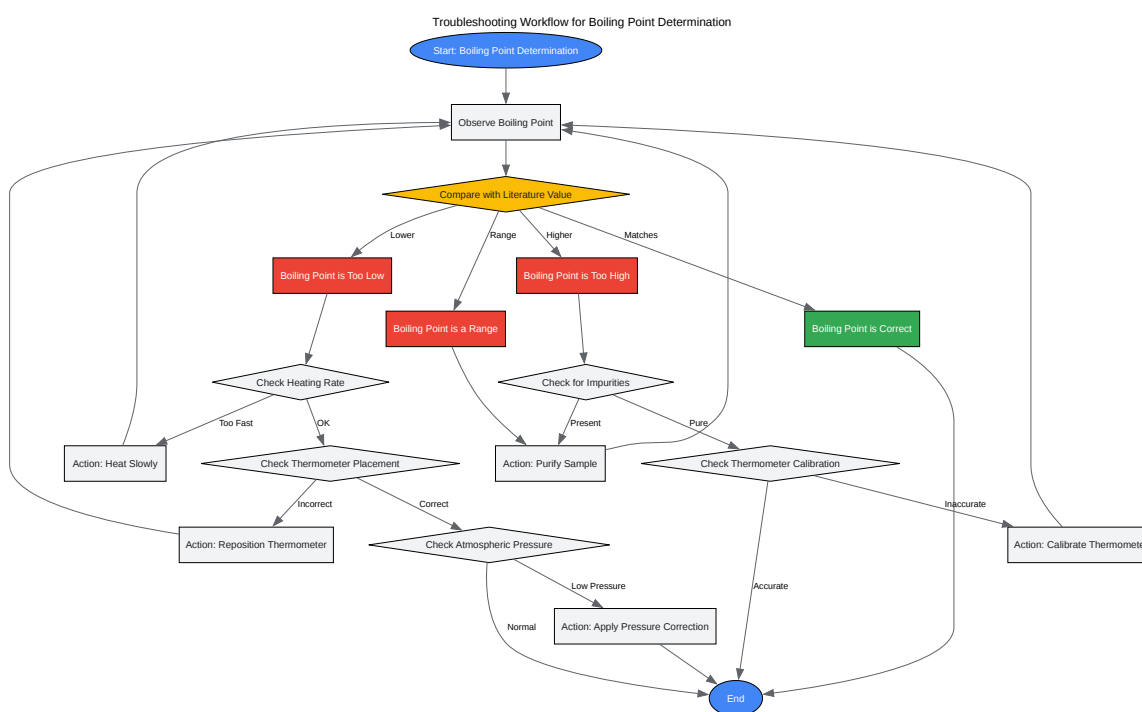 Troubleshooting Workflow for Boiling Point Determination
Start: Boiling Point Determination
Observe Boiling Point
Compare with Literature Value
Lower
Range
Higher
Matches
Boiling Point is Too Low
Boiling Point is Too High
Boiling Point is a Range
Boiling Point is Correct
Check Heating Rate
Check for Impurities
Too Fast
OK
Present
Pure
Action: Heat Slowly
Check Thermometer Placement
Action: Purify Sample
Check Thermometer Calibration
Incorrect
Correct
Inaccurate
Action: Reposition Thermometer
Check Atmospheric Pressure
Action: Calibrate Thermomete
Low Pressure
Accurate
Normal
Action: Apply Pressure Correction
End